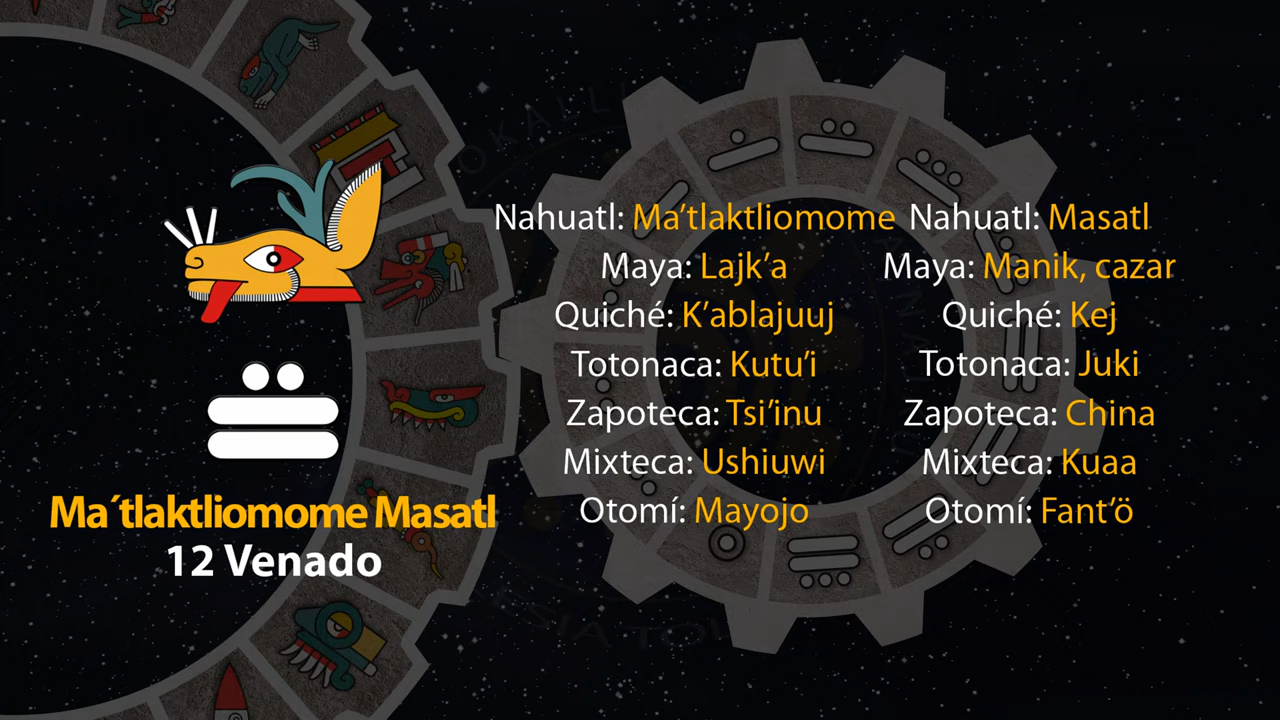 Nahuatl: Ma’tlaktliomome
Maya: Lajk’a
Quiché: K’ablajuuj
Totonaca: Kutu’i
Zapoteca: Tsi’inu
Mixteca: Ushiuwi
Otomí: Mayojo
Nahuatl: Masatl
Maya: Manik, cazar
Quiché: Kej
Totonaca: Juki
Zapoteca: China
Mixteca: Kuaa
Otomí: Fant’ö
Ma´tlaktliomome Masatl
12 Venado